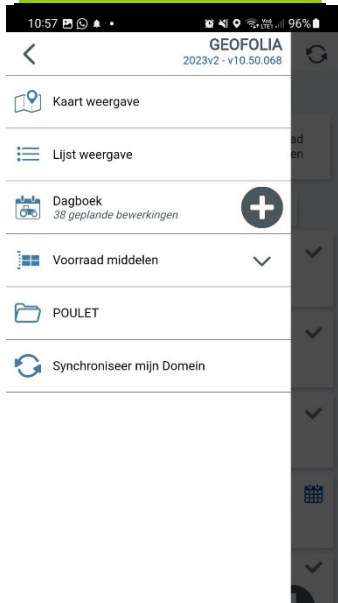 10:57 96%
GEOFOLIA
2023v2 - v10.50.068
Kaart weergave
ad
Lijst weergave
en
Dagboek
38 geplande bewerkingen
Voorraad middelen
POULET
Synchroniseer mijn Domein